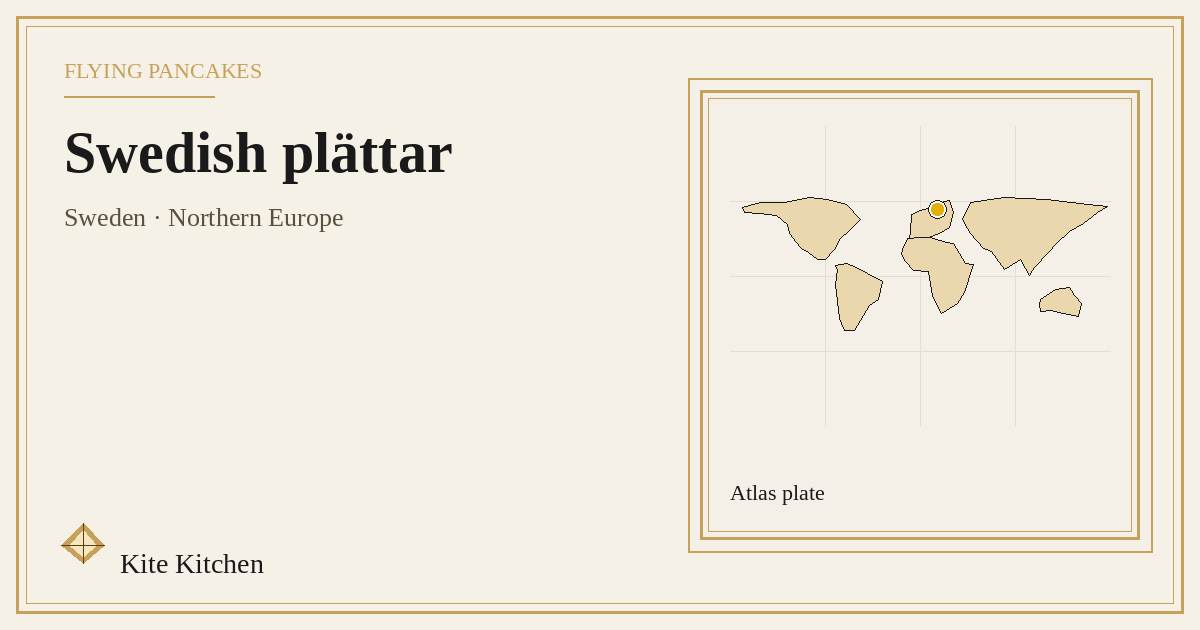 FLYING PANCAKES
Swedish plättar
Sweden · Northern Europe
Atlas plate
Kite Kitchen